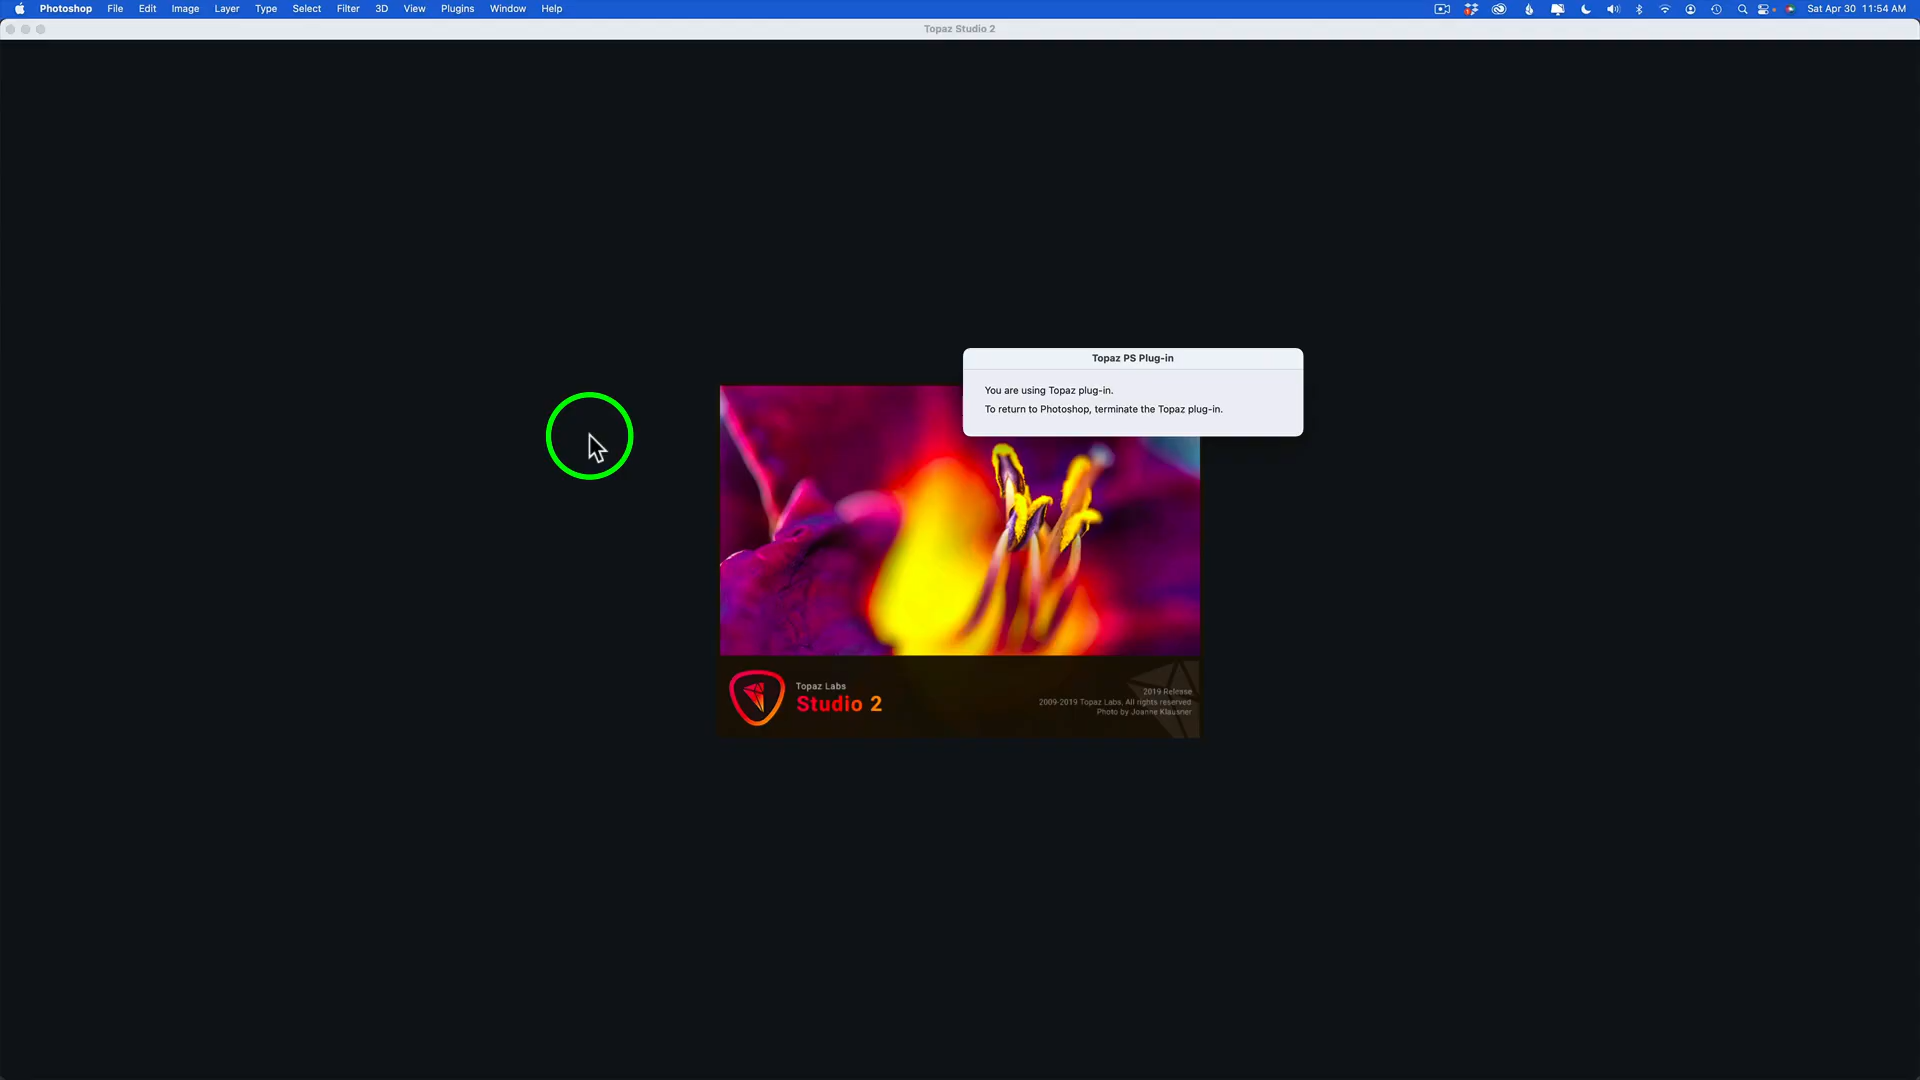 Photoshop File Edit Image Layer Type Select Filter 3D View Plugins Window Help Sat Apr 30 11:54 AM
Topaz Studio 2
Topaz PS Plug-in
You are using Topaz plug-in.
To return to Photoshop, terminate the Topaz plug-in.
Topaz Labs
Studio 2
2019 Release
2009-2019 Topaz Labs, All rights reserved
Photo by Joanne Klausner